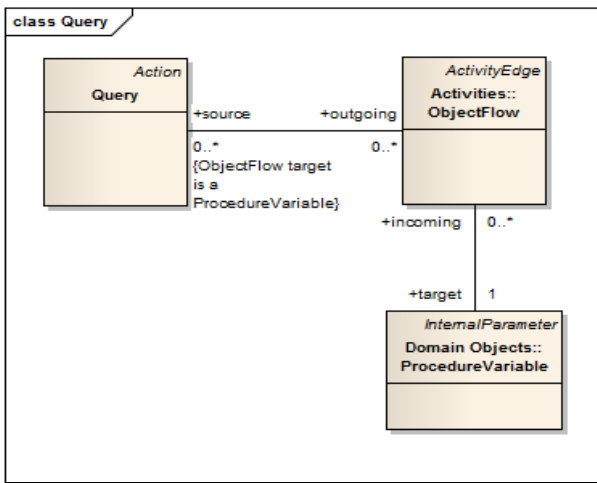 class Query
Action
Query
ActivityEdge
Activities::
ObjectFlow
+source
+outgoing
0..*
0..*
{ObjectFlow target
is a
ProcedureVariable}
+incoming
0..*
+target
1
InternalParameter
Domain Objects::
ProcedureVariable